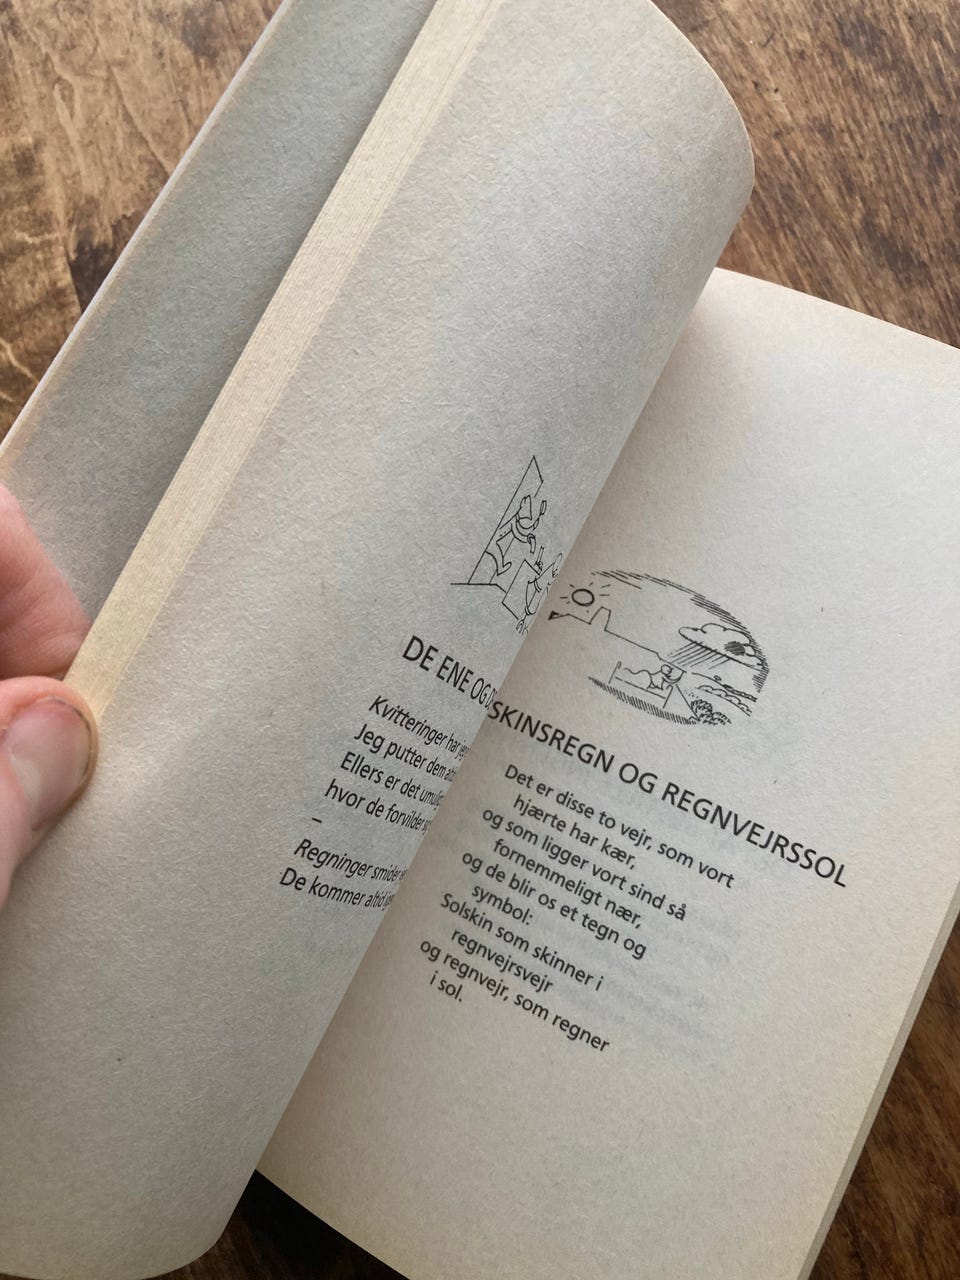 DE ENE OG
Kvitteringer har
Jeg putter dem
Ellers er det
hvor de forvilder
–
Regninger smider
De kommer altid
SKINSREGN OG REGNVEJRSSOL
Det er disse to vejr, som vort
hjærte har kær,
og som ligger vort sind så
fornemmeligt nær,
og de blir os et tegn og
symbol:
Solskin som skinner i
regnvejrsvejr
og regnvejr, som regner
i sol.